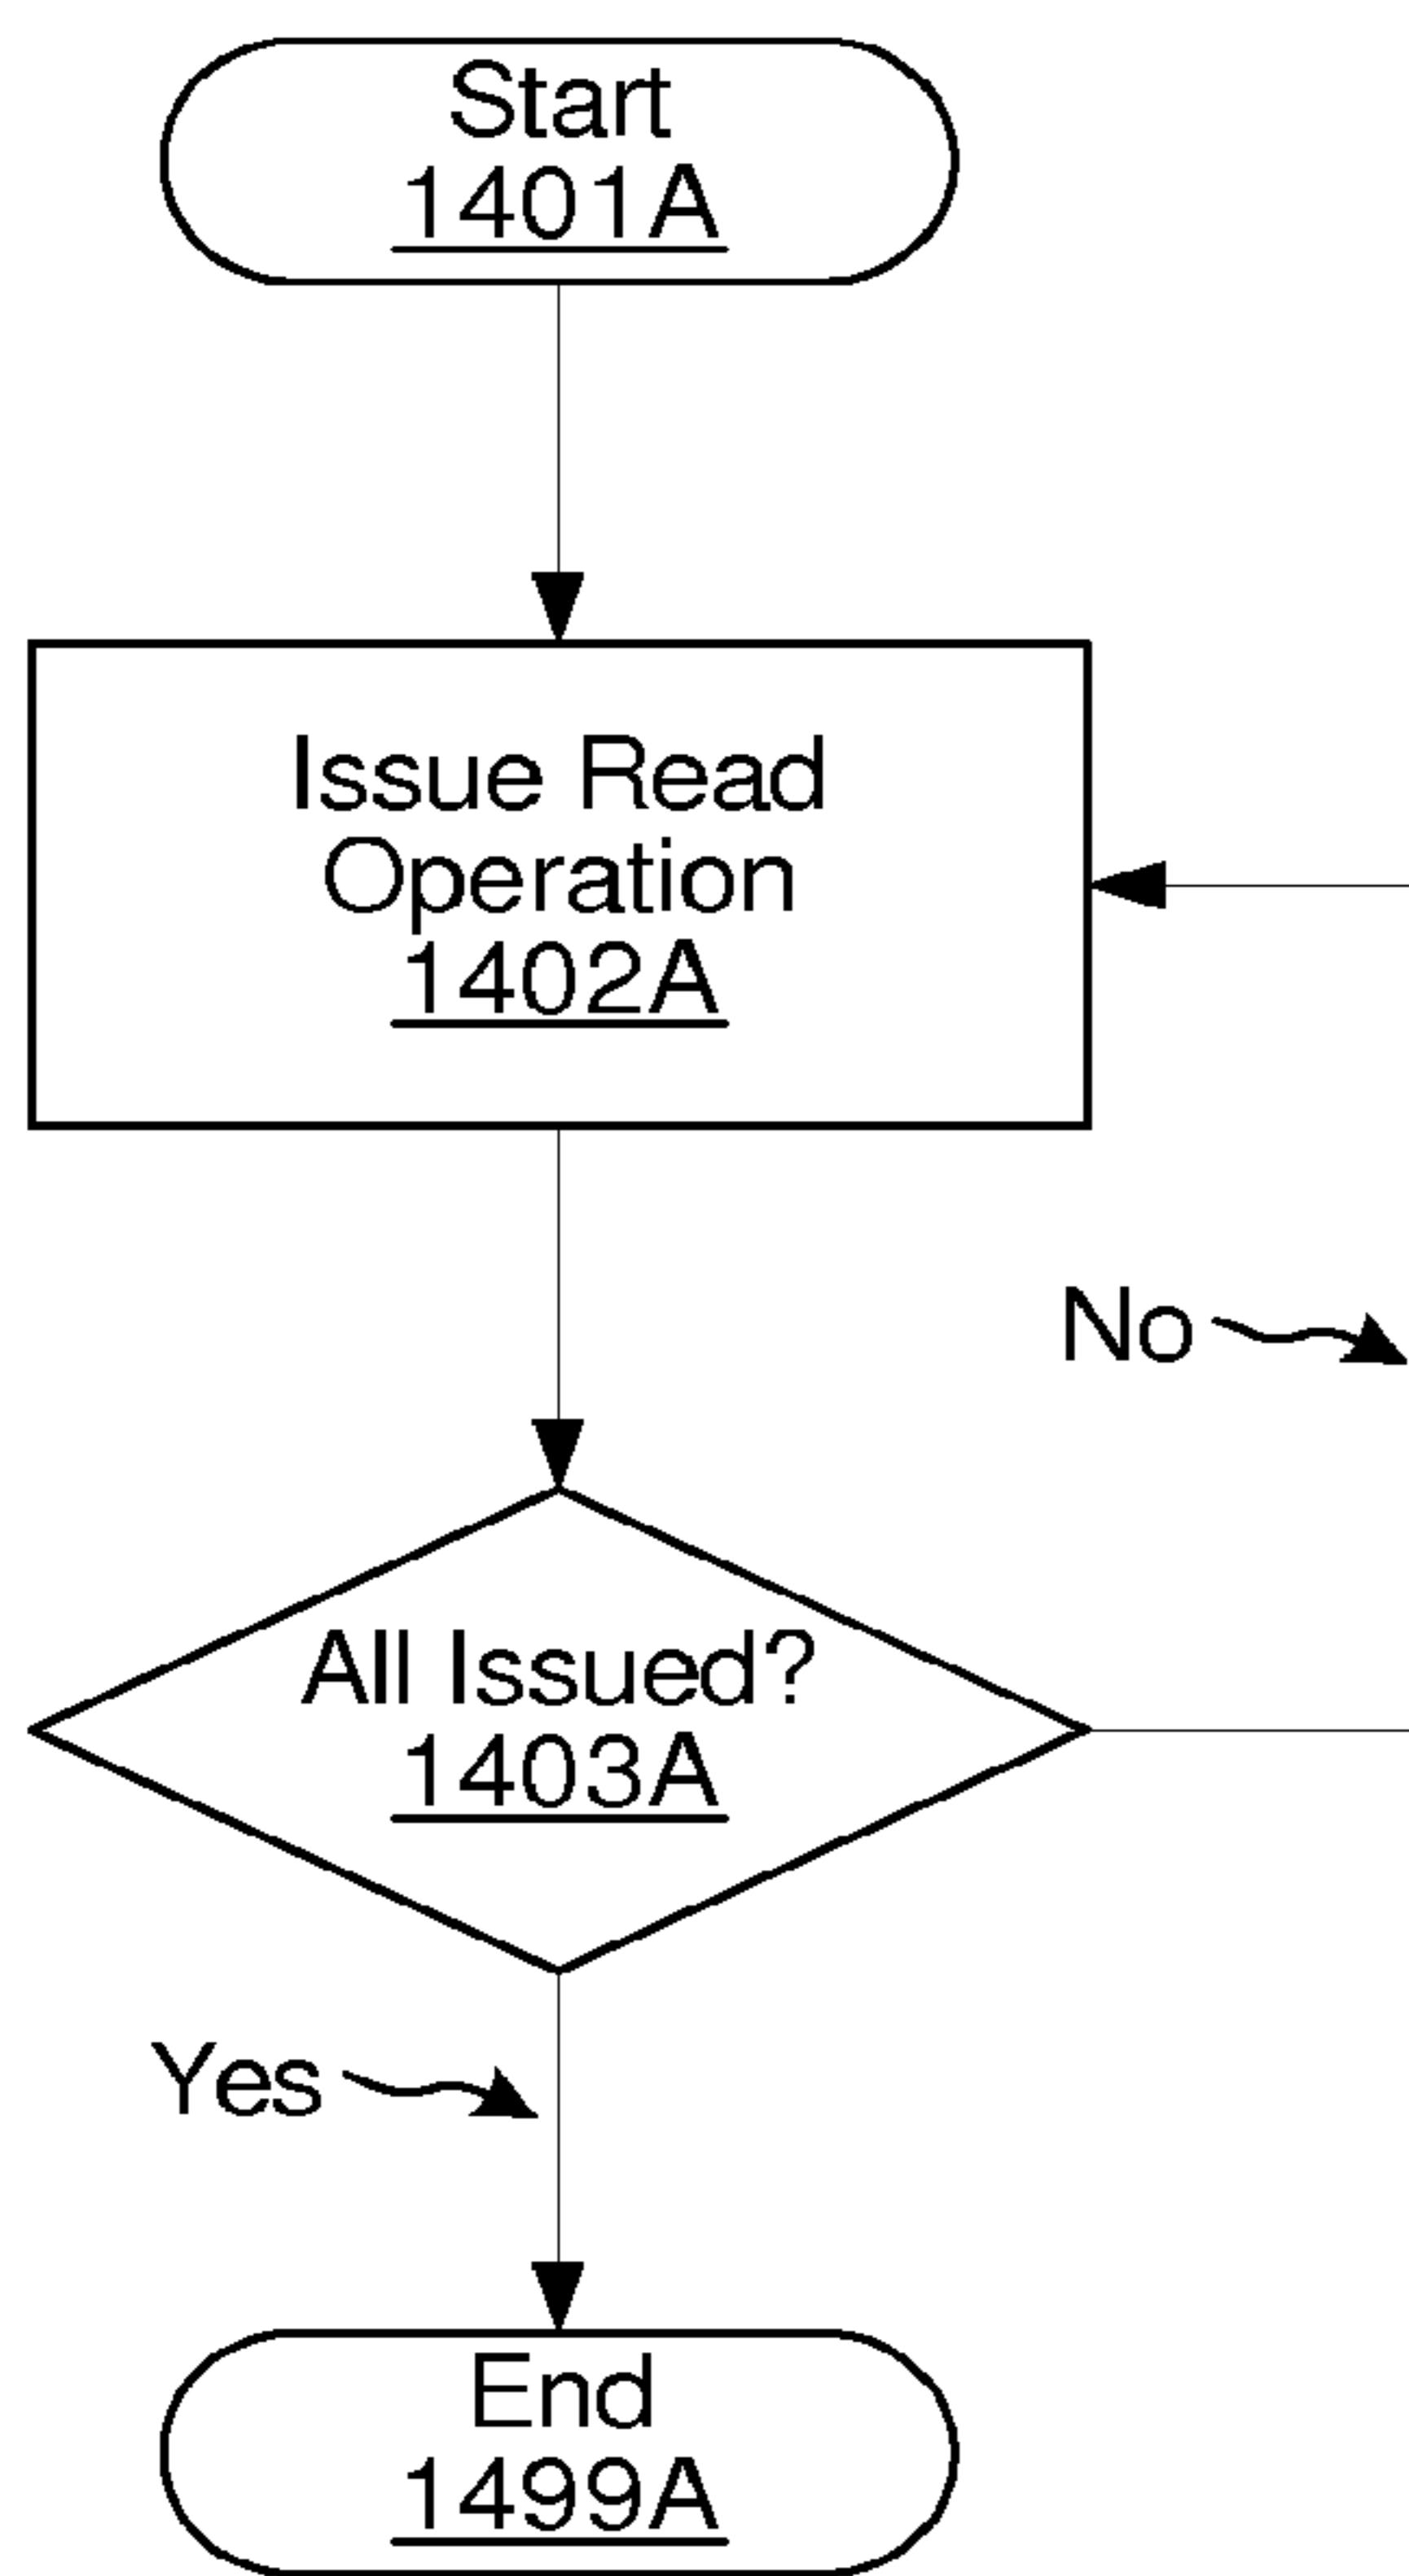 Start
1401A
Issue Read
Operation
1402A
No
All Issued?
1403A
Yes
End
1499A